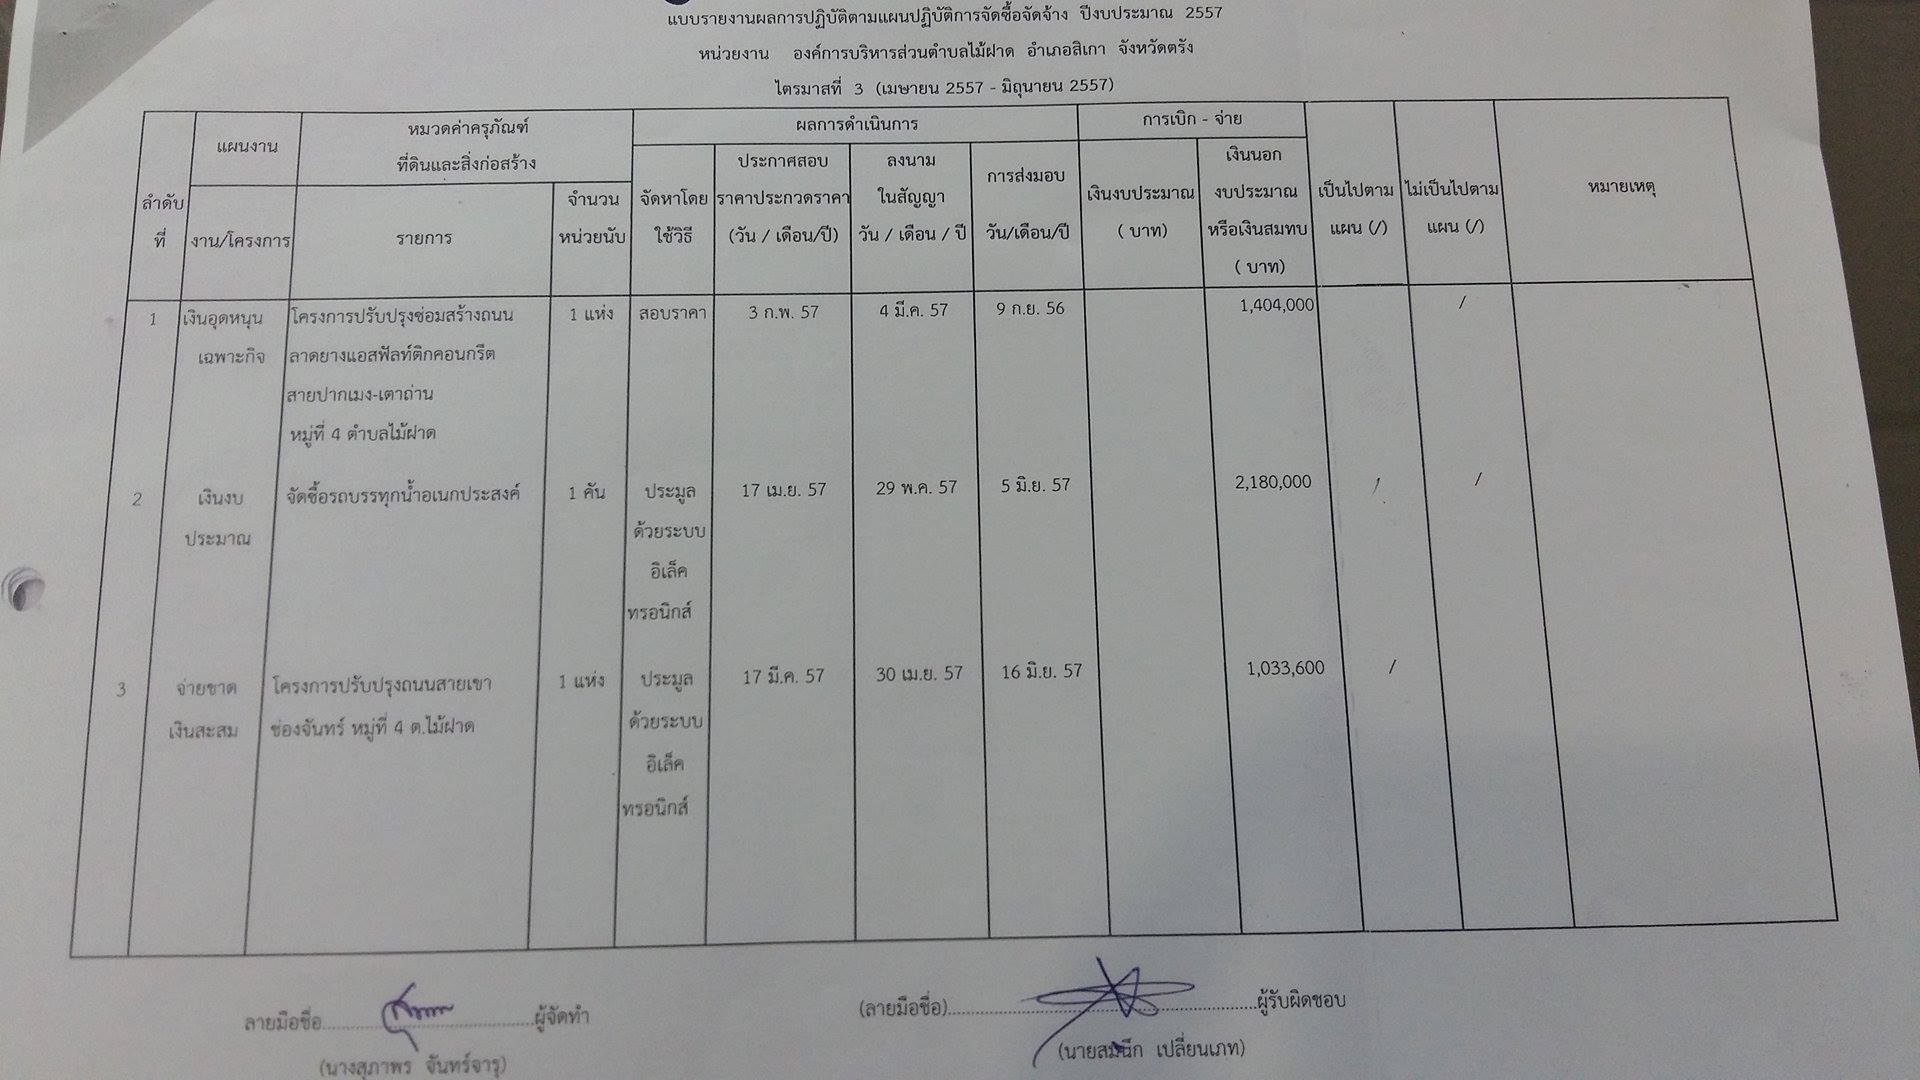 แบบรายงานผลการปฏิบัติตามแผนปฏิบัติการจัดซื้อจัดจ้าง ปีงบประมาณ 2557
หน่วยงาน องค์การบริหารส่วนตำบลไม้ฝาด อำเภอสิเกา จังหวัดตรัง
ไตรมาสที่ 3 (เมษายน 2557 - มิถุนายน 2557)
ลำดับ
ที่
แผนงาน
งาน/โครงการ
หมวดค่าครุภัณฑ์
ที่ดินและสิ่งก่อสร้าง
รายการ
จำนวน
หน่วยนับ
ผลการดำเนินการ
จัดหาโดย
ใช้วิธี
ประกาศสอบ
ราคาประกวดราคา
(วัน / เดือน/ปี)
ลงนาม
ในสัญญา
วัน / เดือน / ปี
การส่งมอบ
วัน/เดือน/ปี
การเบิก - จ่าย
เงินงบประมาณ
( บาท)
เงินนอก
งบประมาณ
หรือเงินสมทบ
( บาท)
เป็นไปตาม
แผน (/)
ไม่เป็นไปตาม
แผน (/)
หมายเหตุ
1 เงินอุดหนุน โครงการปรับปรุงซ่อมสร้างถนน 1 แห่ง สอบราคา 3 ก.พ. 57 4 มี.ค. 57 9 ก.ย. 56 1,404,000 /
เฉพาะกิจ ลาดยางแอสฟัลท์ติกคอนกรีต
สายปากเมง-เตาถ่าน
หมู่ที่ 4 ตำบลไม้ฝาด
2 เงินงบ จัดซื้อรถบรรทุกน้ำอเนกประสงค์ 1 คัน ประมูล 17 เม.ย. 57 29 พ.ค. 57 5 มิ.ย. 57 2,180,000 / /
ประมาณ ด้วยระบบ
อิเล็ค
ทรอนิกส์
3 จ่ายขาด โครงการปรับปรุงถนนสายเขา 1 แห่ง ประมูล 17 มี.ค. 57 30 เม.ย. 57 16 มิ.ย. 57 1,033,600 /
เงินสะสม ช่องจันทร์ หมู่ที่ 4 ต.ไม้ฝาด ด้วยระบบ
อิเล็ค
ทรอนิกส์
ลายมือชื่อ..............................ผู้จัดทำ
(นางสุภาพร จันทร์จารุ)
(ลายมือชื่อ)............................................ผู้รับผิดชอบ
(นายสมนึก เปลี่ยนเภท)